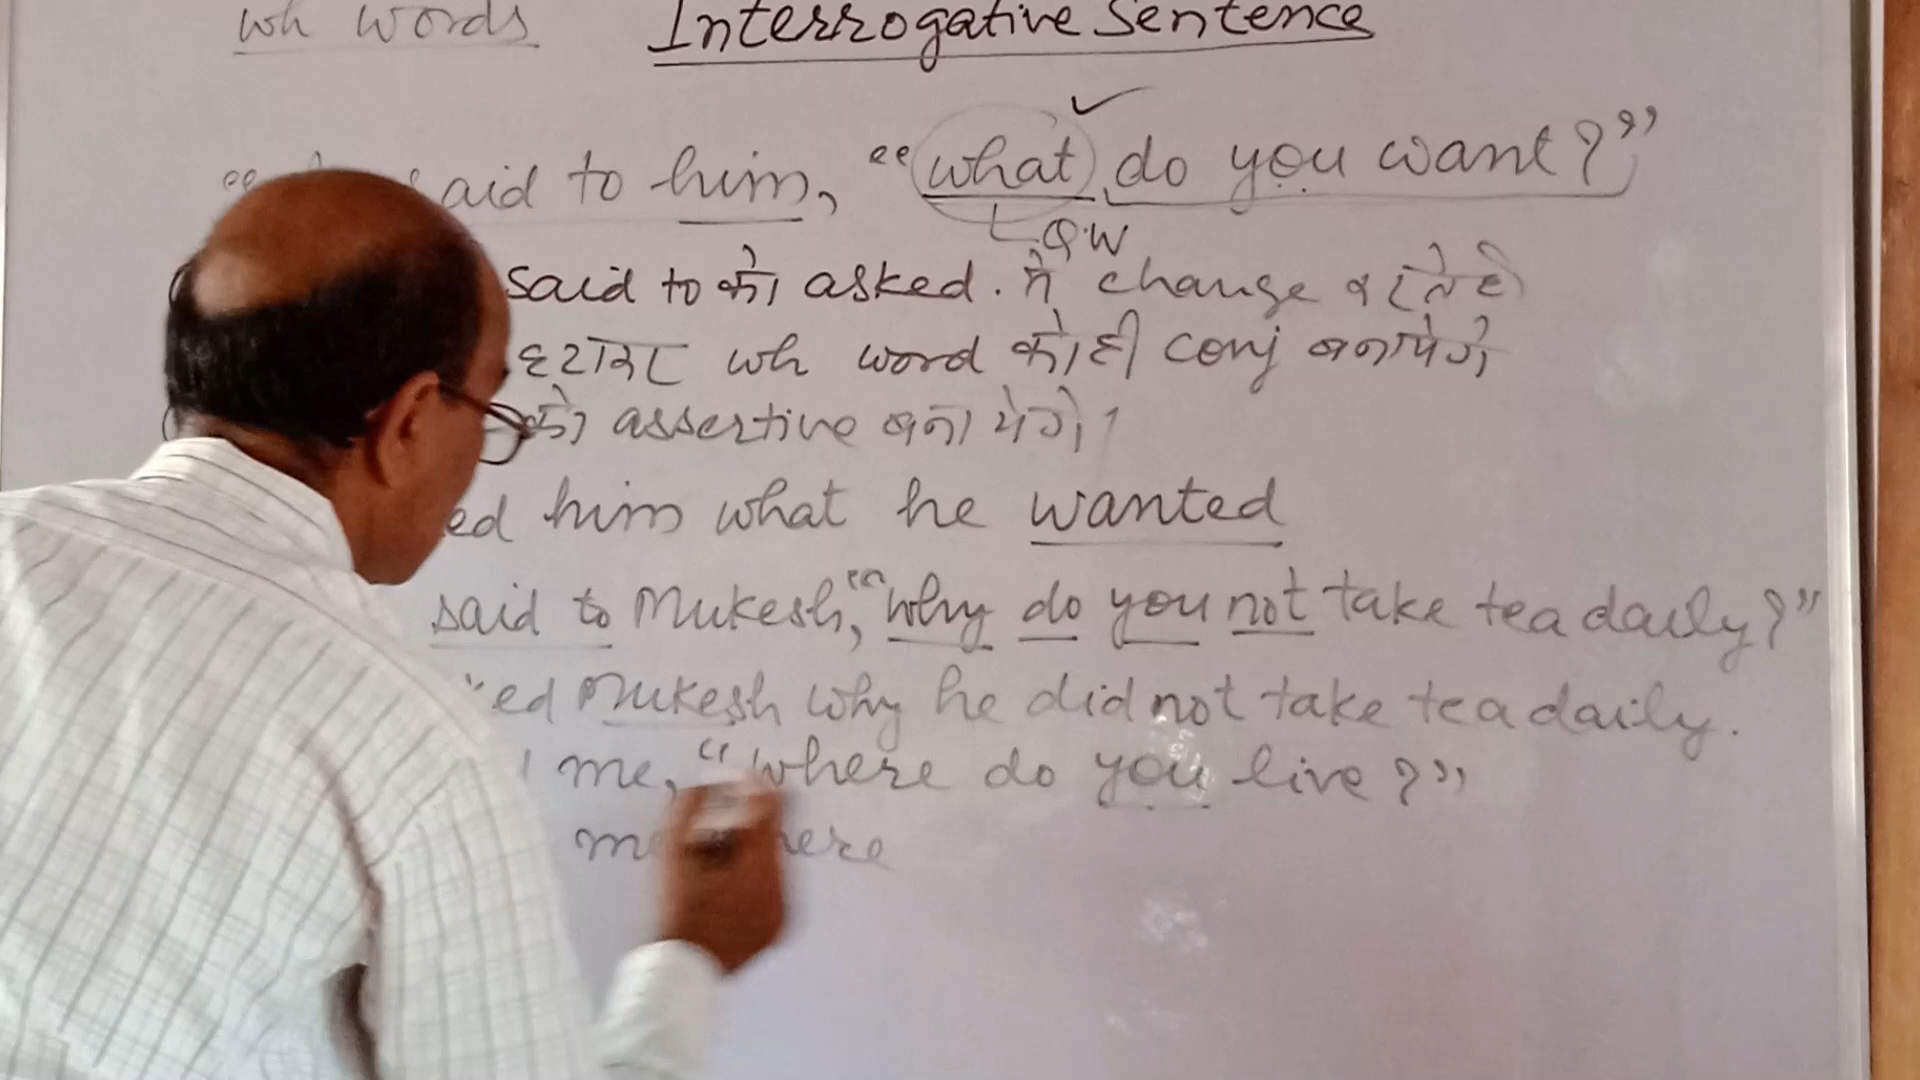 wh words Interrogative Sentence
said to him, "what do you want?"
Q.W
said to को asked. में change करते है
हटाकर wh word को ही conj बनायेगे
को assertive बनायेगे।
ed him what he wanted
said to Mukesh, "why do you not take tea daily?"
ed Mukesh why he did not take tea daily.
me, "where do you live?"